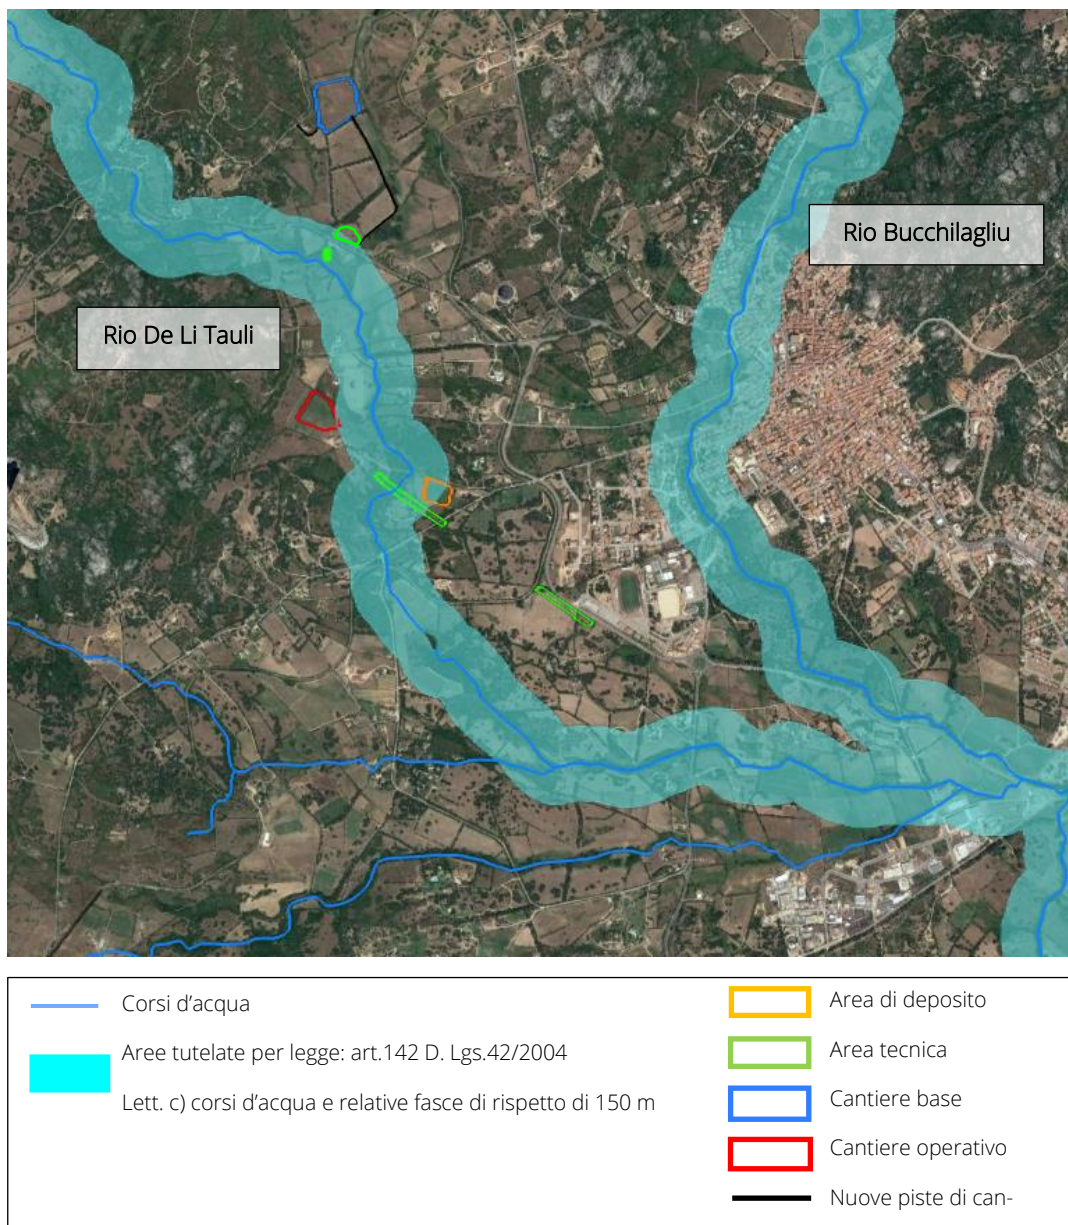 Rio Bucchilagliu
Rio De Li Tauli
Corsi d’acqua
Aree tutelate per legge: art.142 D. Lgs.42/2004
Lett. c) corsi d’acqua e relative fasce di rispetto di 150 m
Area di deposito
Area tecnica
Cantiere base
Cantiere operativo
Nuove piste di can-